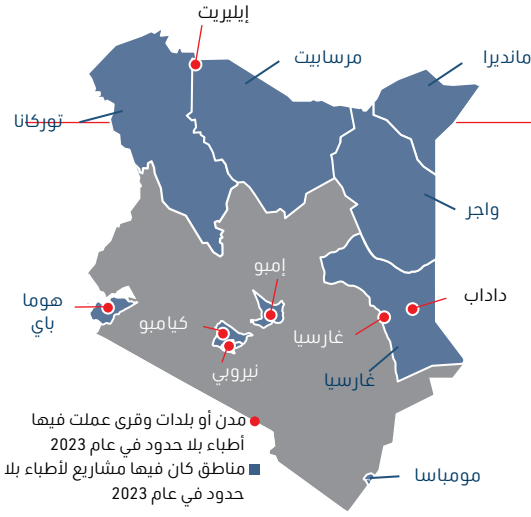 إيليريت
مرسابيت
مانديرا
توركانا
واجر
إمبو
داداب
هوما
باي
كيامبو
غارسيا
نيروبي
غارسيا
مدن أو بلدات وقرى عملت فيها
أطباء بلا حدود في عام 2023
مناطق كان فيها مشاريع لأطباء بلا
حدود في عام 2023
مومباسا